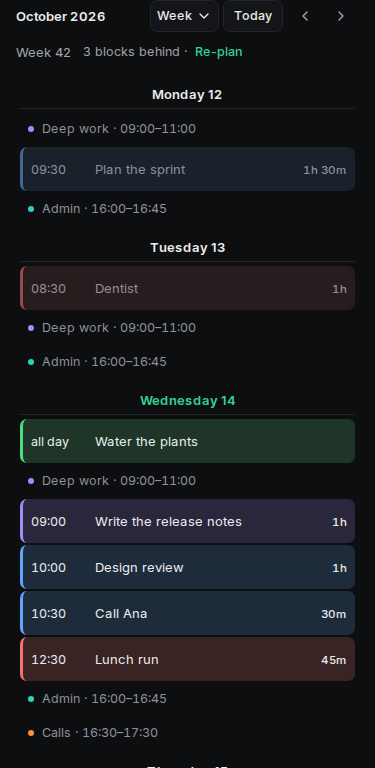 October 2026 Week Today
Week 42 3 blocks behind · Re-plan
Monday 12
Deep work · 09:00–11:00
09:30 Plan the sprint 1h 30m
Admin · 16:00–16:45
Tuesday 13
08:30 Dentist 1h
Deep work · 09:00–11:00
Admin · 16:00–16:45
Wednesday 14
all day Water the plants
Deep work · 09:00–11:00
09:00 Write the release notes 1h
10:00 Design review 1h
10:30 Call Ana 30m
12:30 Lunch run 45m
Admin · 16:00–16:45
Calls · 16:30–17:30